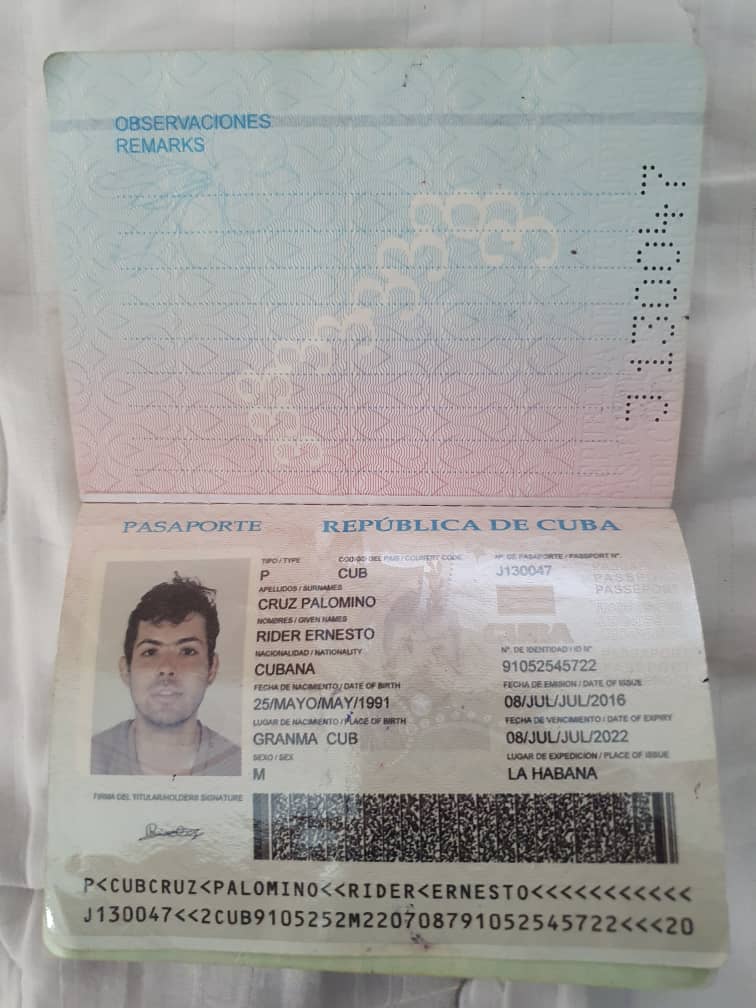 OBSERVACIONES
REMARKS
J130047
PASAPORTE REPÚBLICA DE CUBA
TIPO / TYPE
P
CODIGO DEL PAIS / COUNTRY CODE
CUB
Nº. DE PASAPORTE / PASSPORT Nº.
J130047
APELLIDOS / SURNAMES
CRUZ PALOMINO
NOMBRES / GIVEN NAMES
RIDER ERNESTO
NACIONALIDAD / NATIONALITY
CUBANA
Nº. DE IDENTIDAD / ID Nº
91052545722
FECHA DE NACIMIENTO / DATE OF BIRTH
25/MAYO/MAY/1991
FECHA DE EMISION / DATE OF ISSUE
08/JUL/JUL/2016
LUGAR DE NACIMIENTO / PLACE OF BIRTH
GRANMA CUB
FECHA DE VENCIMIENTO / DATE OF EXPIRY
08/JUL/JUL/2022
SEXO / SEX
M
LUGAR DE EXPEDICIÓN / PLACE OF ISSUE
LA HABANA
FIRMA DEL TITULAR/HOLDERS SIGNATURE
P<CUBCRUZ<PALOMINO<<RIDER<ERNESTO<<<<<<<<<<<
J130047<<2CUB9105252M220708791052545722<<<20